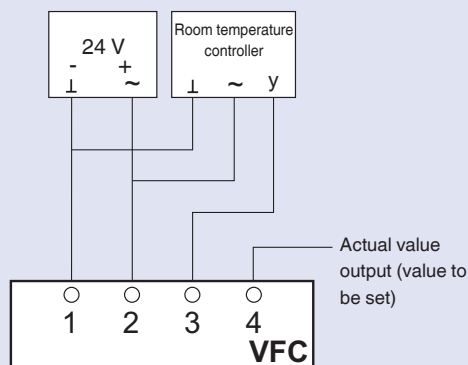 24 V
- +
⊥ ~
Room temperature
controller
⊥ ~ y
Actual value
output (value to
be set)
1 2 3 4
VFC